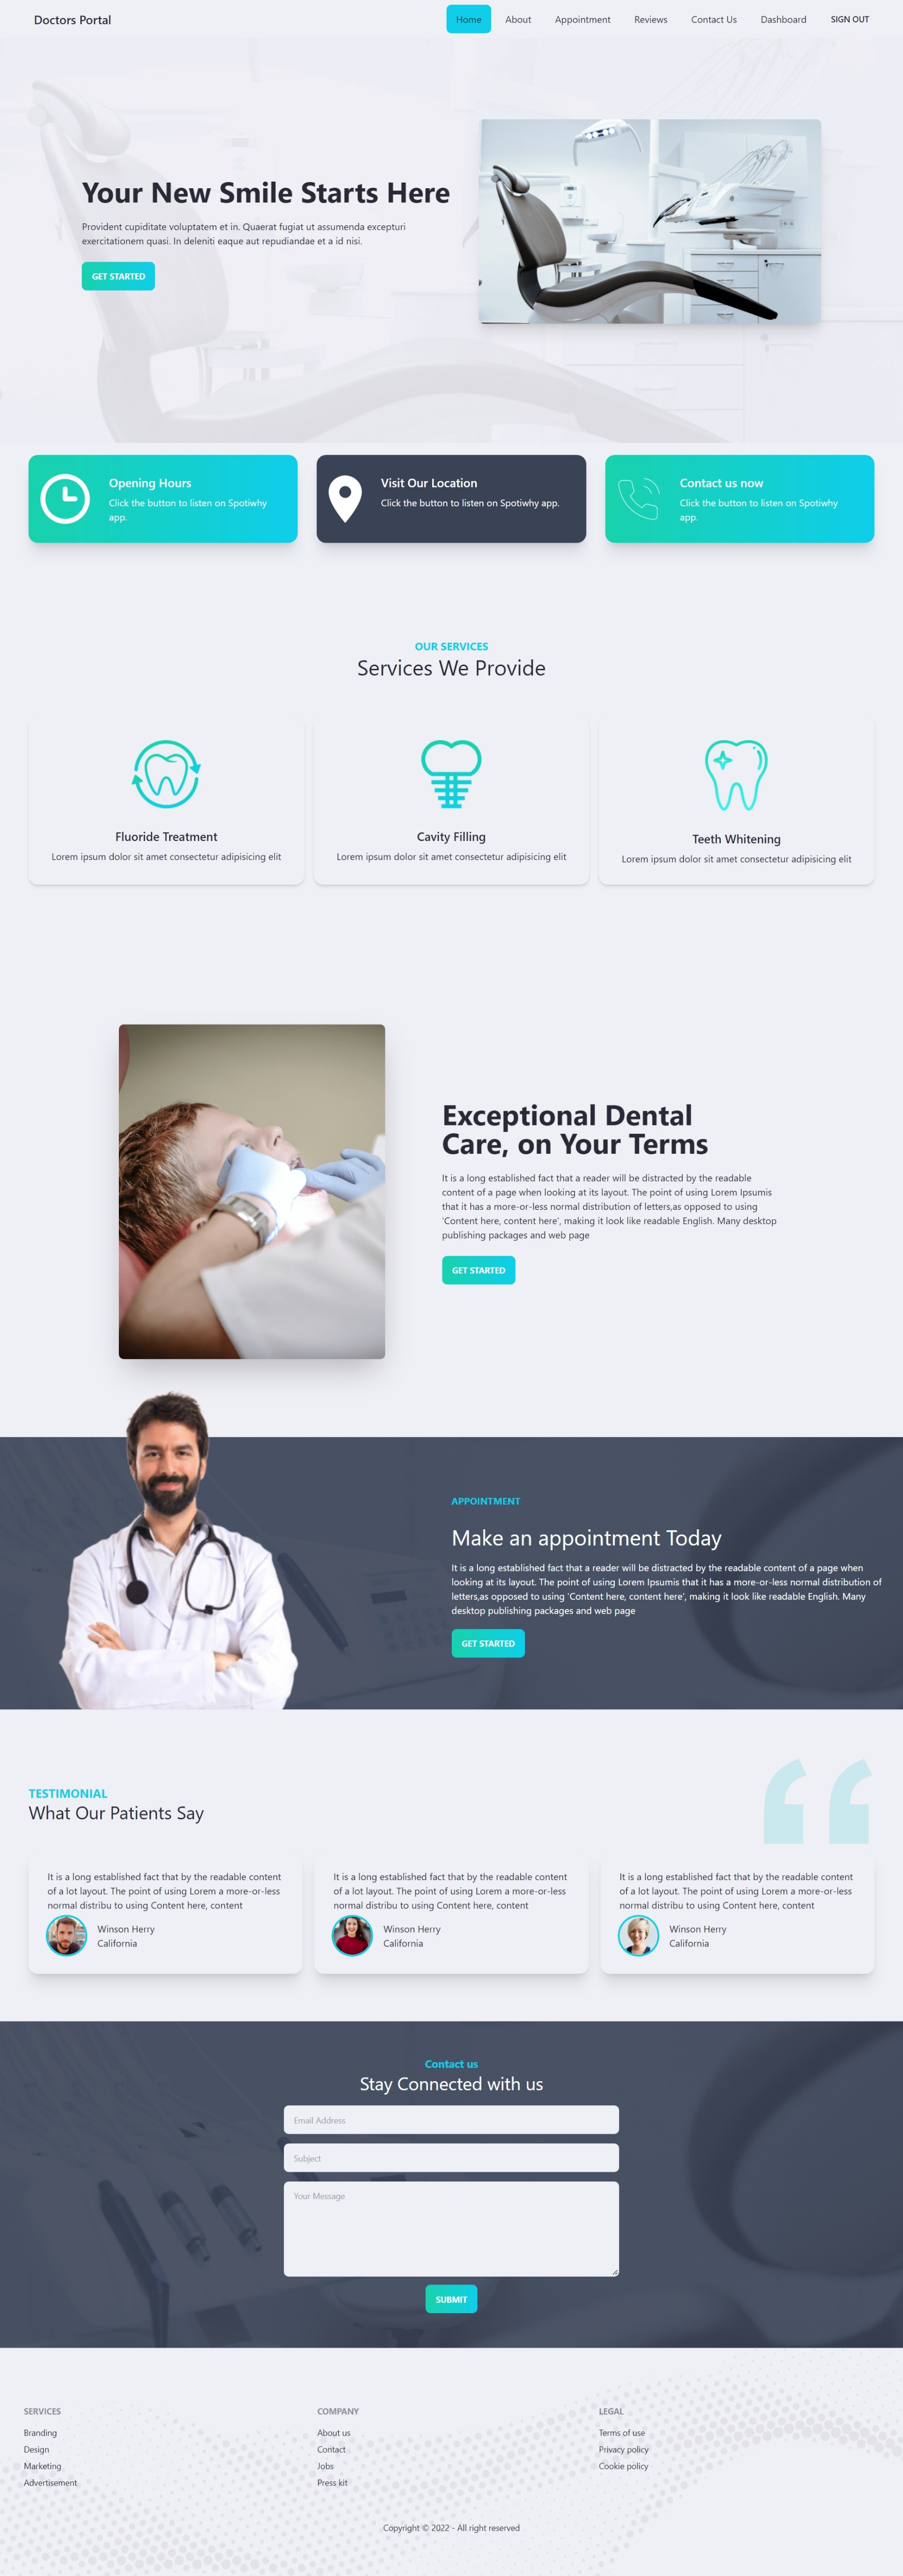 Doctors Portal
Home
About
Appointment
Reviews
Contact Us
Dashboard
SIGN OUT
Your New Smile Starts Here
Provident cupiditate voluptatem et in. Quaerat fugiat ut assumenda excepturi
exercitationem quasi. In deleniti eaque aut repudiandae et a id nisi.
GET STARTED
Opening Hours
Click the button to listen on Spotiwhy
app.
Visit Our Location
Click the button to listen on Spotiwhy app.
Contact us now
Click the button to listen on Spotiwhy
app.
OUR SERVICES
Services We Provide
Fluoride Treatment
Lorem ipsum dolor sit amet consectetur adipisicing elit
Cavity Filling
Lorem ipsum dolor sit amet consectetur adipisicing elit
Teeth Whitening
Lorem ipsum dolor sit amet consectetur adipisicing elit
Exceptional Dental
Care, on Your Terms
It is a long established fact that a rader will be distracted by the readable
content of a page when looking at its layout. The point of using Lorem Ipsumis
that it has a more-or-less normal distribution of letters,as opposed to using
'Content here, content here', making it look like readable English. Many desktop
publishing packages and web page
GET STARTED
APPOINTMENT
Make an appointment Today
It is a long established fact that a reader will be distracted by the readable content of a page when
looking at its layout. The point of using Lorem Ipsumis that it has a more-or-less normal distribution of
letters,as opposed to using 'Content here, content here', making it look like readable English. Many
desktop publishing packages and web page
GET STARTED
TESTIMONIAL
What Our Patients Say
It is a long established fact that by the readable content
of a lot layout. The point of using Lorem a more-or-less
normal distribu to using Content here, content
Winson Herry
California
It is a long established fact that by the readable content
of a lot layout. The point of using Lorem a more-or-less
normal distribu to using Content here, content
Winson Herry
California
It is a long established fact that by the readable content
of a lot layout. The point of using Lorem a more-or-less
normal distribu to using Content here, content
Winson Herry
California
Contact us
Stay Connected with us
Email Address
Subject
Your Message
SUBMIT
SERVICES
Branding
Design
Marketing
Advertisement
COMPANY
About us
Contact
Jobs
Press kit
LEGAL
Terms of use
Privacy policy
Cookie policy
Copyright © 2022 - All right reserved